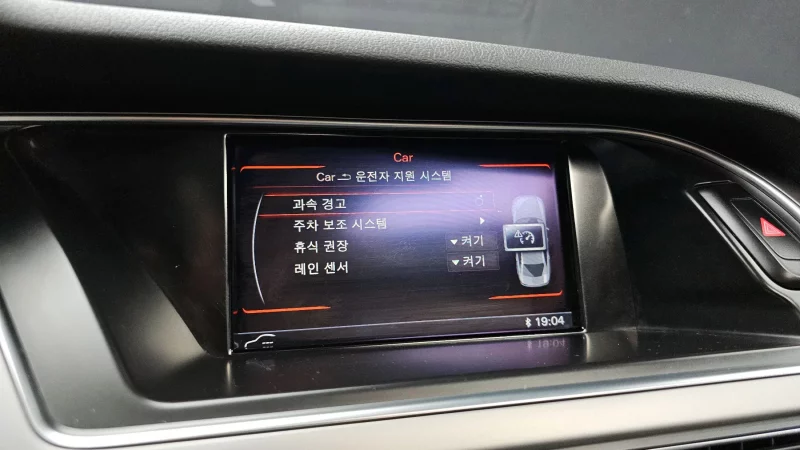 Car
Car 운전자 지원 시스템
과속 경고
주차 보조 시스템
휴식 권장 켜기
레인 센서 켜기
19:04